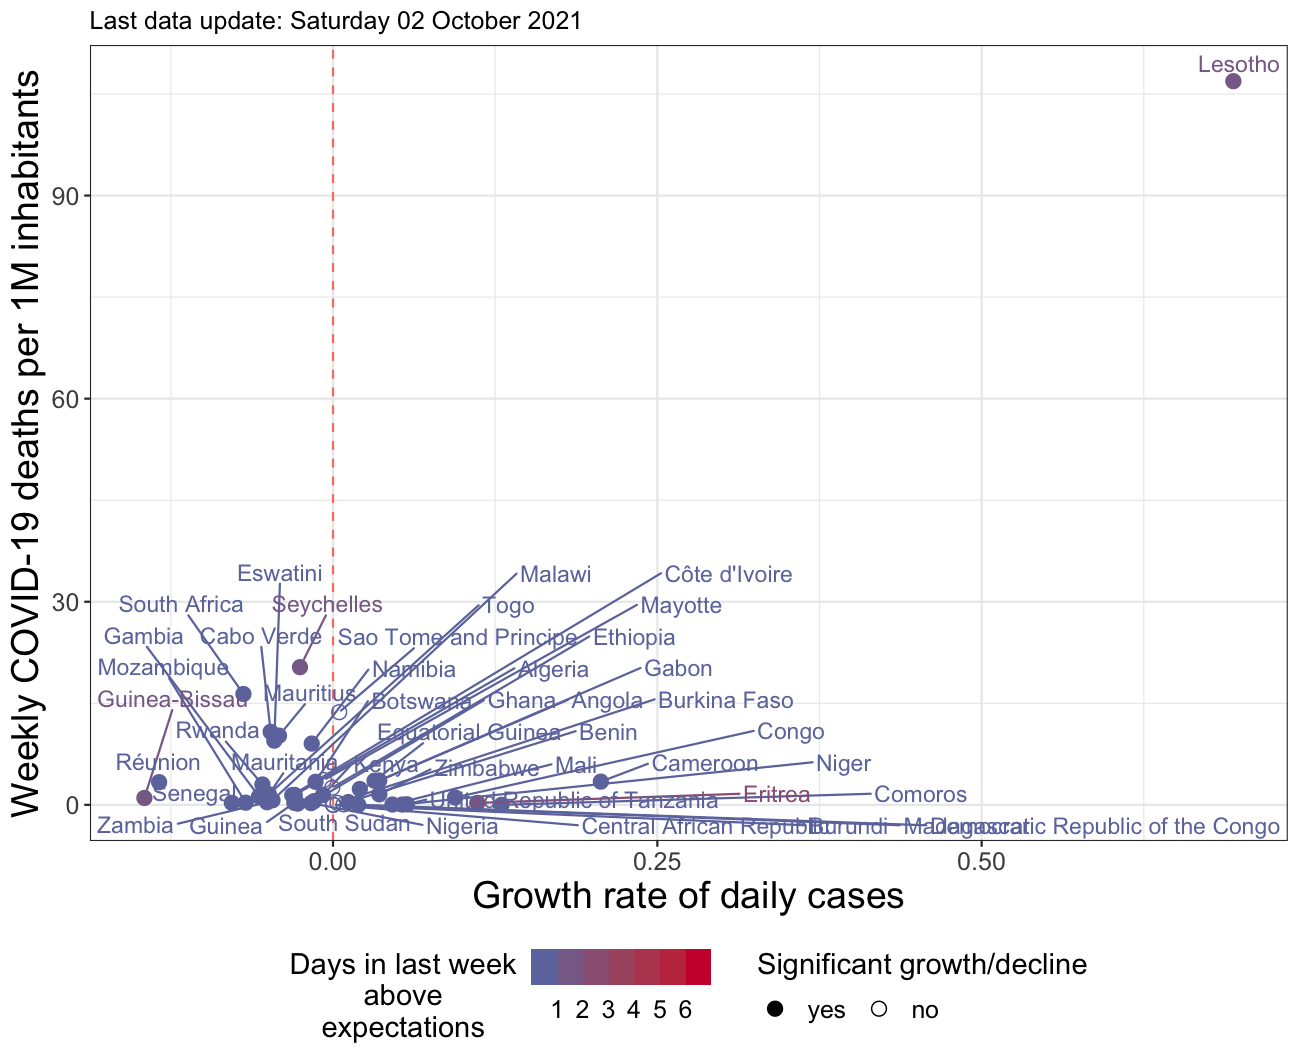 Last data update: Saturday 02 October 2021
Weekly COVID-19 deaths per 1M inhabitants
Lesotho
90
60
30
0
Eswatini
Malawi
Côte d'Ivoire
South Africa
Seychelles
Togo
Mayotte
Gambia
Cabo Verde
Sao Tome and Principe
Ethiopia
Mozambique
Namibia
Algeria
Gabon
Guinea-Bissau
Mauritius
Botswana
Ghana
Angola
Burkina Faso
Rwanda
Equatorial Guinea
Benin
Congo
Réunion
Mauritania
Kenya
Zimbabwe
Mali
Cameroon
Niger
Senegal
United Republic of Tanzania
Eritrea
Comoros
Zambia
Guinea
South Sudan
Nigeria
Central African Republic
Burundi
Madagascar
Democratic Republic of the Congo
0.00
0.25
0.50
Growth rate of daily cases
Days in last week
above
expectations
1 2 3 4 5 6
Significant growth/decline
yes
no